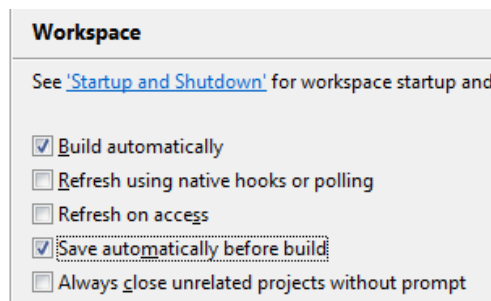 Workspace
See 'Startup and Shutdown' for workspace startup and
Build automatically
Refresh using native hooks or polling
Refresh on access
Save automatically before build
Always close unrelated projects without prompt